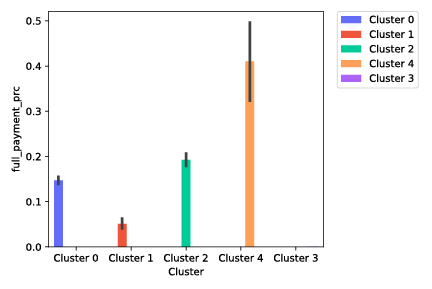 full_payment_prc
0.5
0.4
0.3
0.2
0.1
0.0
Cluster 0 Cluster 1 Cluster 2 Cluster 4 Cluster 3
Cluster
Cluster 0
Cluster 1
Cluster 2
Cluster 4
Cluster 3